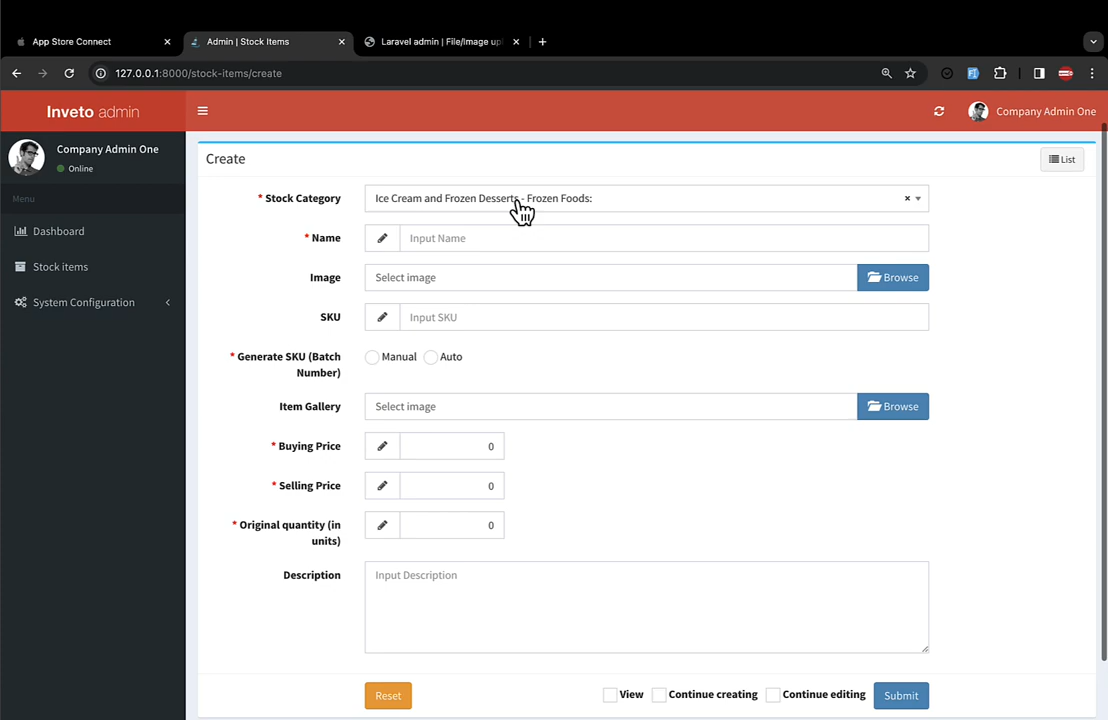 App Store Connect
Admin | Stock Items
Laravel admin | File/Image up
127.0.0.1:8000/stock-items/create
Inveto admin
Company Admin One
Company Admin One
Online
Menu
Dashboard
Stock items
System Configuration
Create
List
* Stock Category
Ice Cream and Frozen Desserts - Frozen Foods:
* Name
Input Name
Image
Select image
Browse
SKU
Input SKU
* Generate SKU (Batch
Number)
Manual
Auto
Item Gallery
Select image
Browse
* Buying Price
0
* Selling Price
0
* Original quantity (in
units)
0
Description
Input Description
Reset
View
Continue creating
Continue editing
Submit